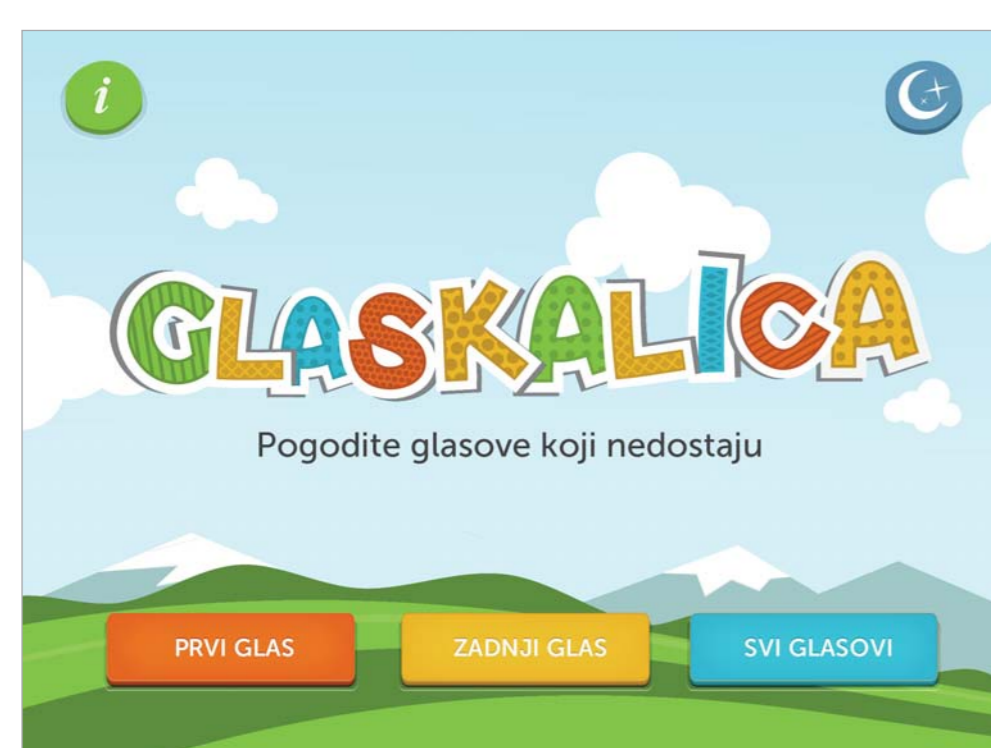 i
GLASKALICA
Pogodite glasove koji nedostaju
PRVI GLAS
ZADNJI GLAS
SVI GLASOVI